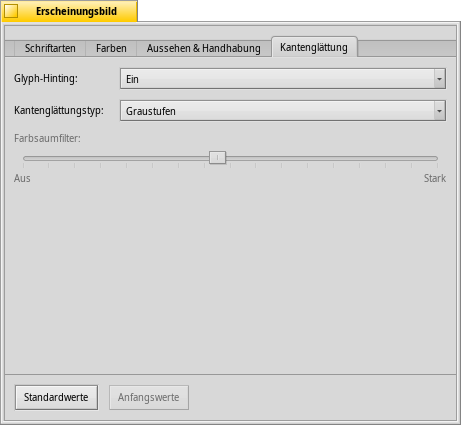 Erscheinungsbild
Schriftarten Farben Aussehen & Handhabung Kantenglättung
Glyph-Hinting: Ein
Kantenglättungstyp: Graustufen
Farbsaumfilter:
Aus Stark
Standardwerte Anfangswerte